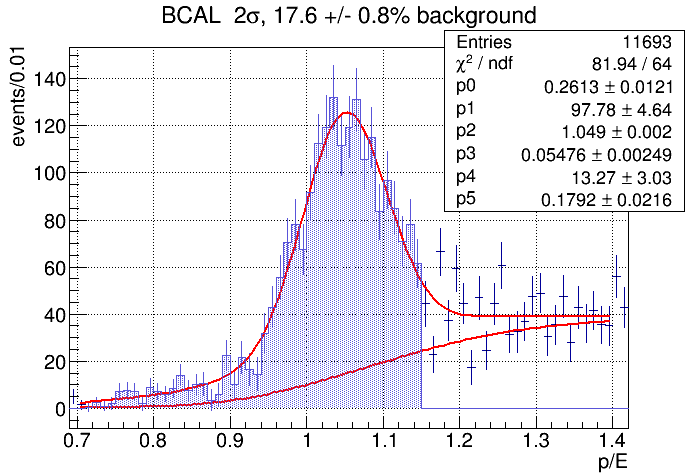 BCAL 2σ, 17.6 +/- 0.8% background
Entries 11693
χ² / ndf 81.94 / 64
p0 0.2613 ± 0.0121
p1 97.78 ± 4.64
p2 1.049 ± 0.002
p3 0.05476 ± 0.00249
p4 13.27 ± 3.03
p5 0.1792 ± 0.0216
events/0.01
140
120
100
80
60
40
20
0
0.7 0.8 0.9 1 1.1 1.2 1.3 1.4
p/E